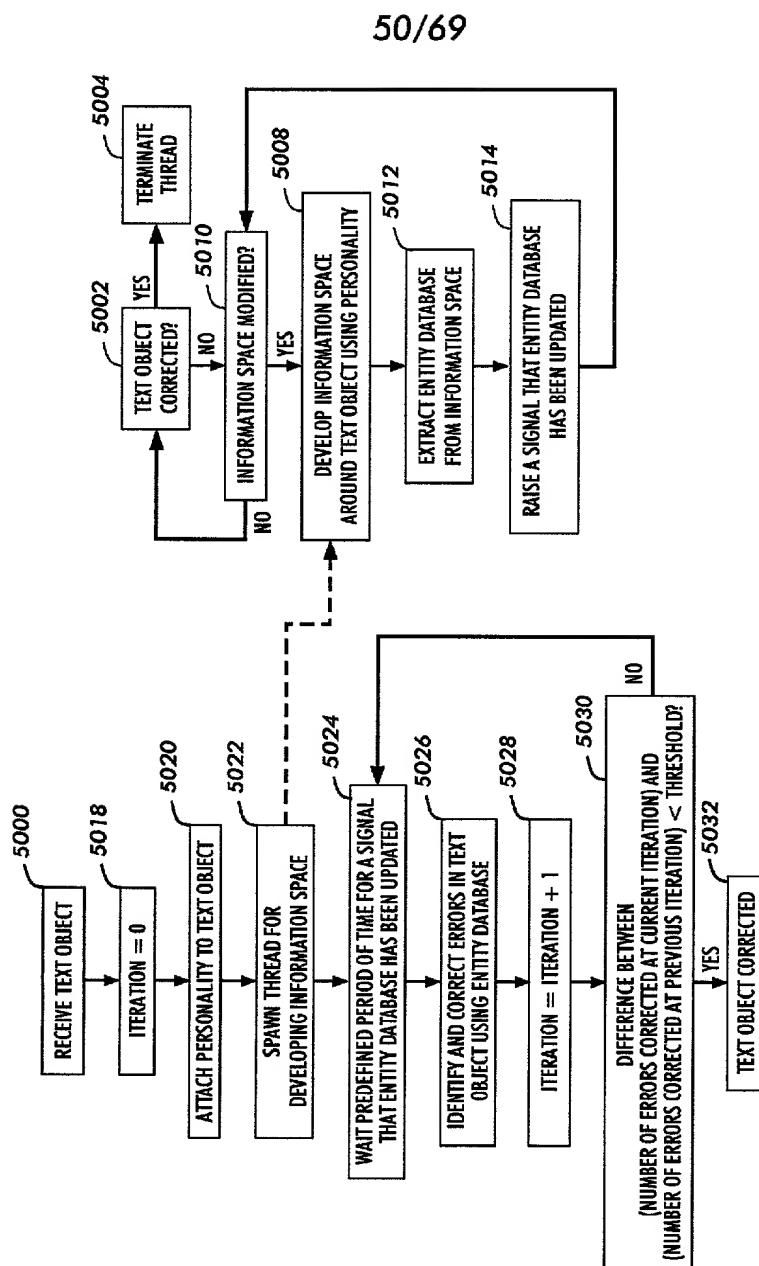 50/69
5000
RECEIVE TEXT OBJECT
5018
ITERATION = 0
5020
ATTACH PERSONALITY TO TEXT OBJECT
5022
SPAWN THREAD FOR
DEVELOPING INFORMATION SPACE
5024
WAIT PREDEFINED PERIOD OF TIME FOR A SIGNAL
THAT ENTITY DATABASE HAS BEEN UPDATED
5026
IDENTIFY AND CORRECT ERRORS IN TEXT
OBJECT USING ENTITY DATABASE
5028
ITERATION = ITERATION + 1
5030
DIFFERENCE BETWEEN
(NUMBER OF ERRORS CORRECTED AT CURRENT ITERATION) AND
(NUMBER OF ERRORS CORRECTED AT PREVIOUS ITERATION) < THRESHOLD?
NO
YES
5032
TEXT OBJECT CORRECTED
5002
TEXT OBJECT
CORRECTED?
YES
5004
TERMINATE
THREAD
NO
5010
INFORMATION SPACE MODIFIED?
NO
YES
5008
DEVELOP INFORMATION SPACE
AROUND TEXT OBJECT USING PERSONALITY
5012
EXTRACT ENTITY DATABASE
FROM INFORMATION SPACE
5014
RAISE A SIGNAL THAT ENTITY DATABASE
HAS BEEN UPDATED